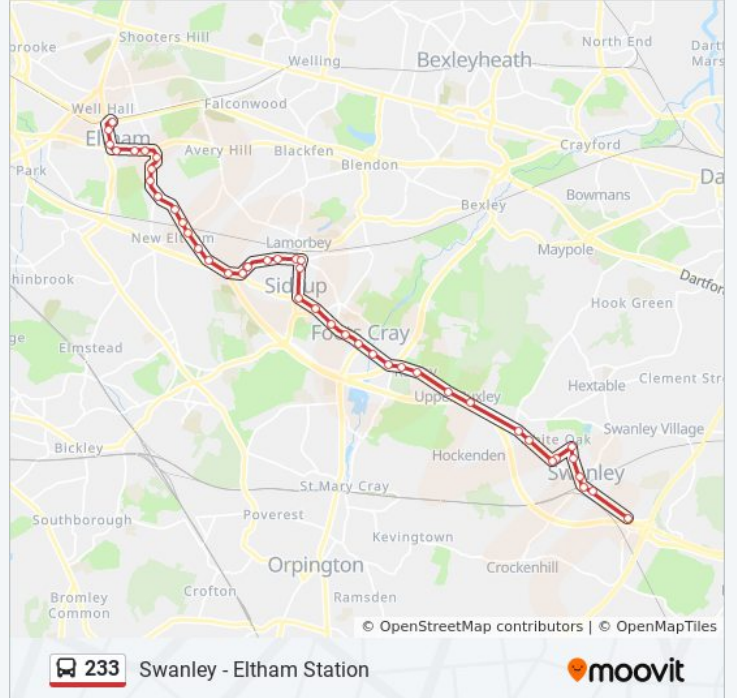 Shooters Hill
North End
brooke
Welling
Bexleyheath
Well Hall
Falconwood
Eltham
Crayford
Avery Hill
Blackfen
Park
Blendon
Da
Bowmans
Bexley
New Eltham
Lamorbey
Maypole
hinbrook
Dartfor
Sidcup
Hook Green
ge
Foots Cray
Elmstead
Hextable
Clement Str
Upper Ruxley
Swanley Village
Bickley
White Oak
Hockenden
Swanley
St Mary Cray
Southborough
Poverest
Kevingtown
Orpington
Crockenhill
Crofton
Ramsden
Bromley
Common
© OpenStreetMap contributors | © OpenMapTiles
233 Swanley - Eltham Station
moovit